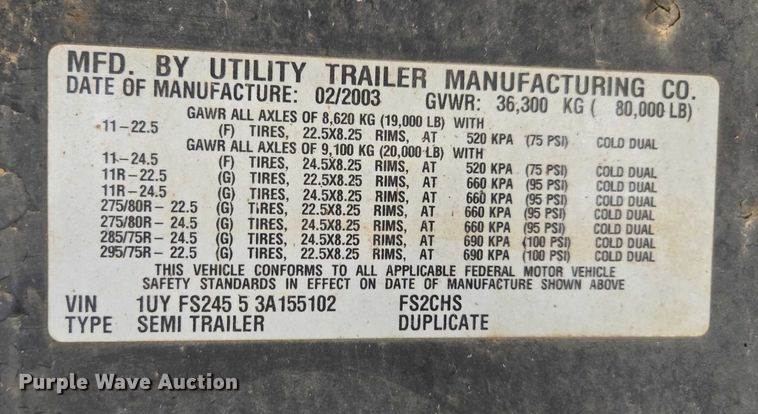 MFD. BY UTILITY TRAILER MANUFACTURING CO.
DATE OF MANUFACTURE: 02/2003 GVWR: 36,300 KG ( 80,000 LB)
GAWR ALL AXLES OF 8,620 KG (19,000 LB) WITH
11-22.5 (F) TIRES, 22.5X8.25 RIMS, AT 520 KPA (75 PSI) COLD DUAL
GAWR ALL AXLES OF 9,100 KG (20,000 LB) WITH
11-24.5 (F) TIRES, 24.5X8.25 RIMS, AT 520 KPA (75 PSI) COLD DUAL
11R-22.5 (G) TIRES, 22.5X8.25 RIMS, AT 660 KPA (95 PSI) COLD DUAL
11R-24.5 (G) TIRES, 24.5X8.25 RIMS, AT 660 KPA (95 PSI) COLD DUAL
275/80R- 22.5 (G) TIRES, 22.5X8.25 RIMS, AT 660 KPA (95 PSI) COLD DUAL
275/80R- 24.5 (G) TIRES, 24.5X8.25 RIMS, AT 660 KPA (95 PSI) COLD DUAL
285/75R- 24.5 (G) TIRES, 24.5X8.25 RIMS, AT 690 KPA (100 PSI) COLD DUAL
295/75R- 22.5 (G) TIRES, 22.5X8.25 RIMS, AT 690 KPA (100 PSI) COLD DUAL
THIS VEHICLE CONFORMS TO ALL APPLICABLE FEDERAL MOTOR VEHICLE
SAFETY STANDARDS IN EFFECT ON DATE OF MANUFACTURE SHOWN ABOVE
VIN 1UY FS245 5 3A155102 FS2CHS
TYPE SEMI TRAILER DUPLICATE
Purple Wave Auction